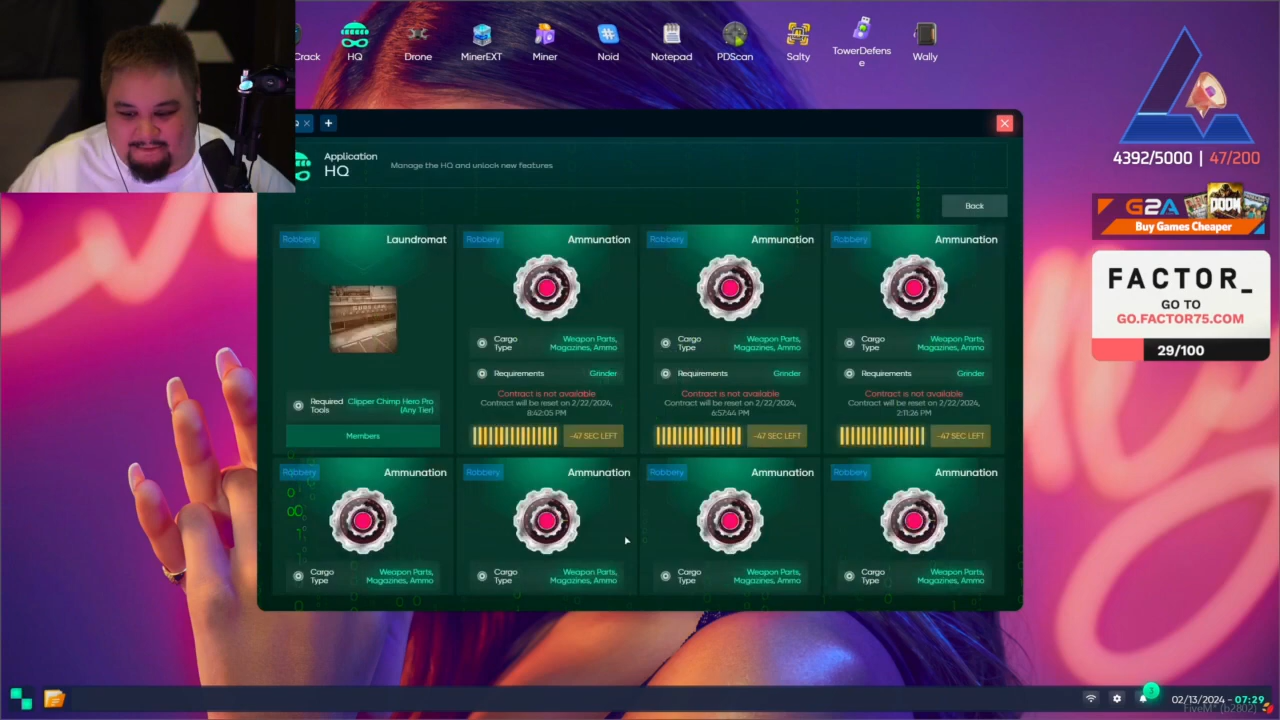 Crack
HQ
Drone
MinerEXT
Miner
Noid
Notepad
PDScan
Salty
TowerDefens
e
Wally
4392/5000 | 47/200
G2A
DOOM
Buy Games Cheaper
FACTOR_
GO TO
GO.FACTOR75.COM
29/100
+
Application
HQ
Manage the HQ and unlock new features
Back
Robbery
Laundromat
Required
Tools
Clipper Chimp Hero Pro
(Any Tier)
Members
Robbery
Ammunation
Cargo
Type
Weapon Parts,
Magazines, Ammo
Requirements
Grinder
Contract is not available
Contract will be reset on 2/22/2024,
8:42:05 PM
-47 SEC LEFT
Robbery
Ammunation
Cargo
Type
Weapon Parts,
Magazines, Ammo
Requirements
Grinder
Contract is not available
Contract will be reset on 2/22/2024,
6:57:44 PM
-47 SEC LEFT
Robbery
Ammunation
Cargo
Type
Weapon Parts,
Magazines, Ammo
Requirements
Grinder
Contract is not available
Contract will be reset on 2/22/2024,
2:11:26 PM
-47 SEC LEFT
Robbery
Ammunation
Cargo
Type
Weapon Parts,
Magazines, Ammo
Robbery
Ammunation
Cargo
Type
Weapon Parts,
Magazines, Ammo
Robbery
Ammunation
Cargo
Type
Weapon Parts,
Magazines, Ammo
Robbery
Ammunation
Cargo
Type
Weapon Parts,
Magazines, Ammo
3
02/13/2024 - 07:29
FiveM* (b2802)